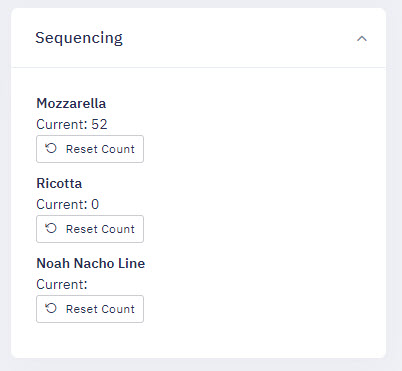 Sequencing
Mozzarella
Current: 52
Reset Count
Ricotta
Current: 0
Reset Count
Noah Nacho Line
Current:
Reset Count